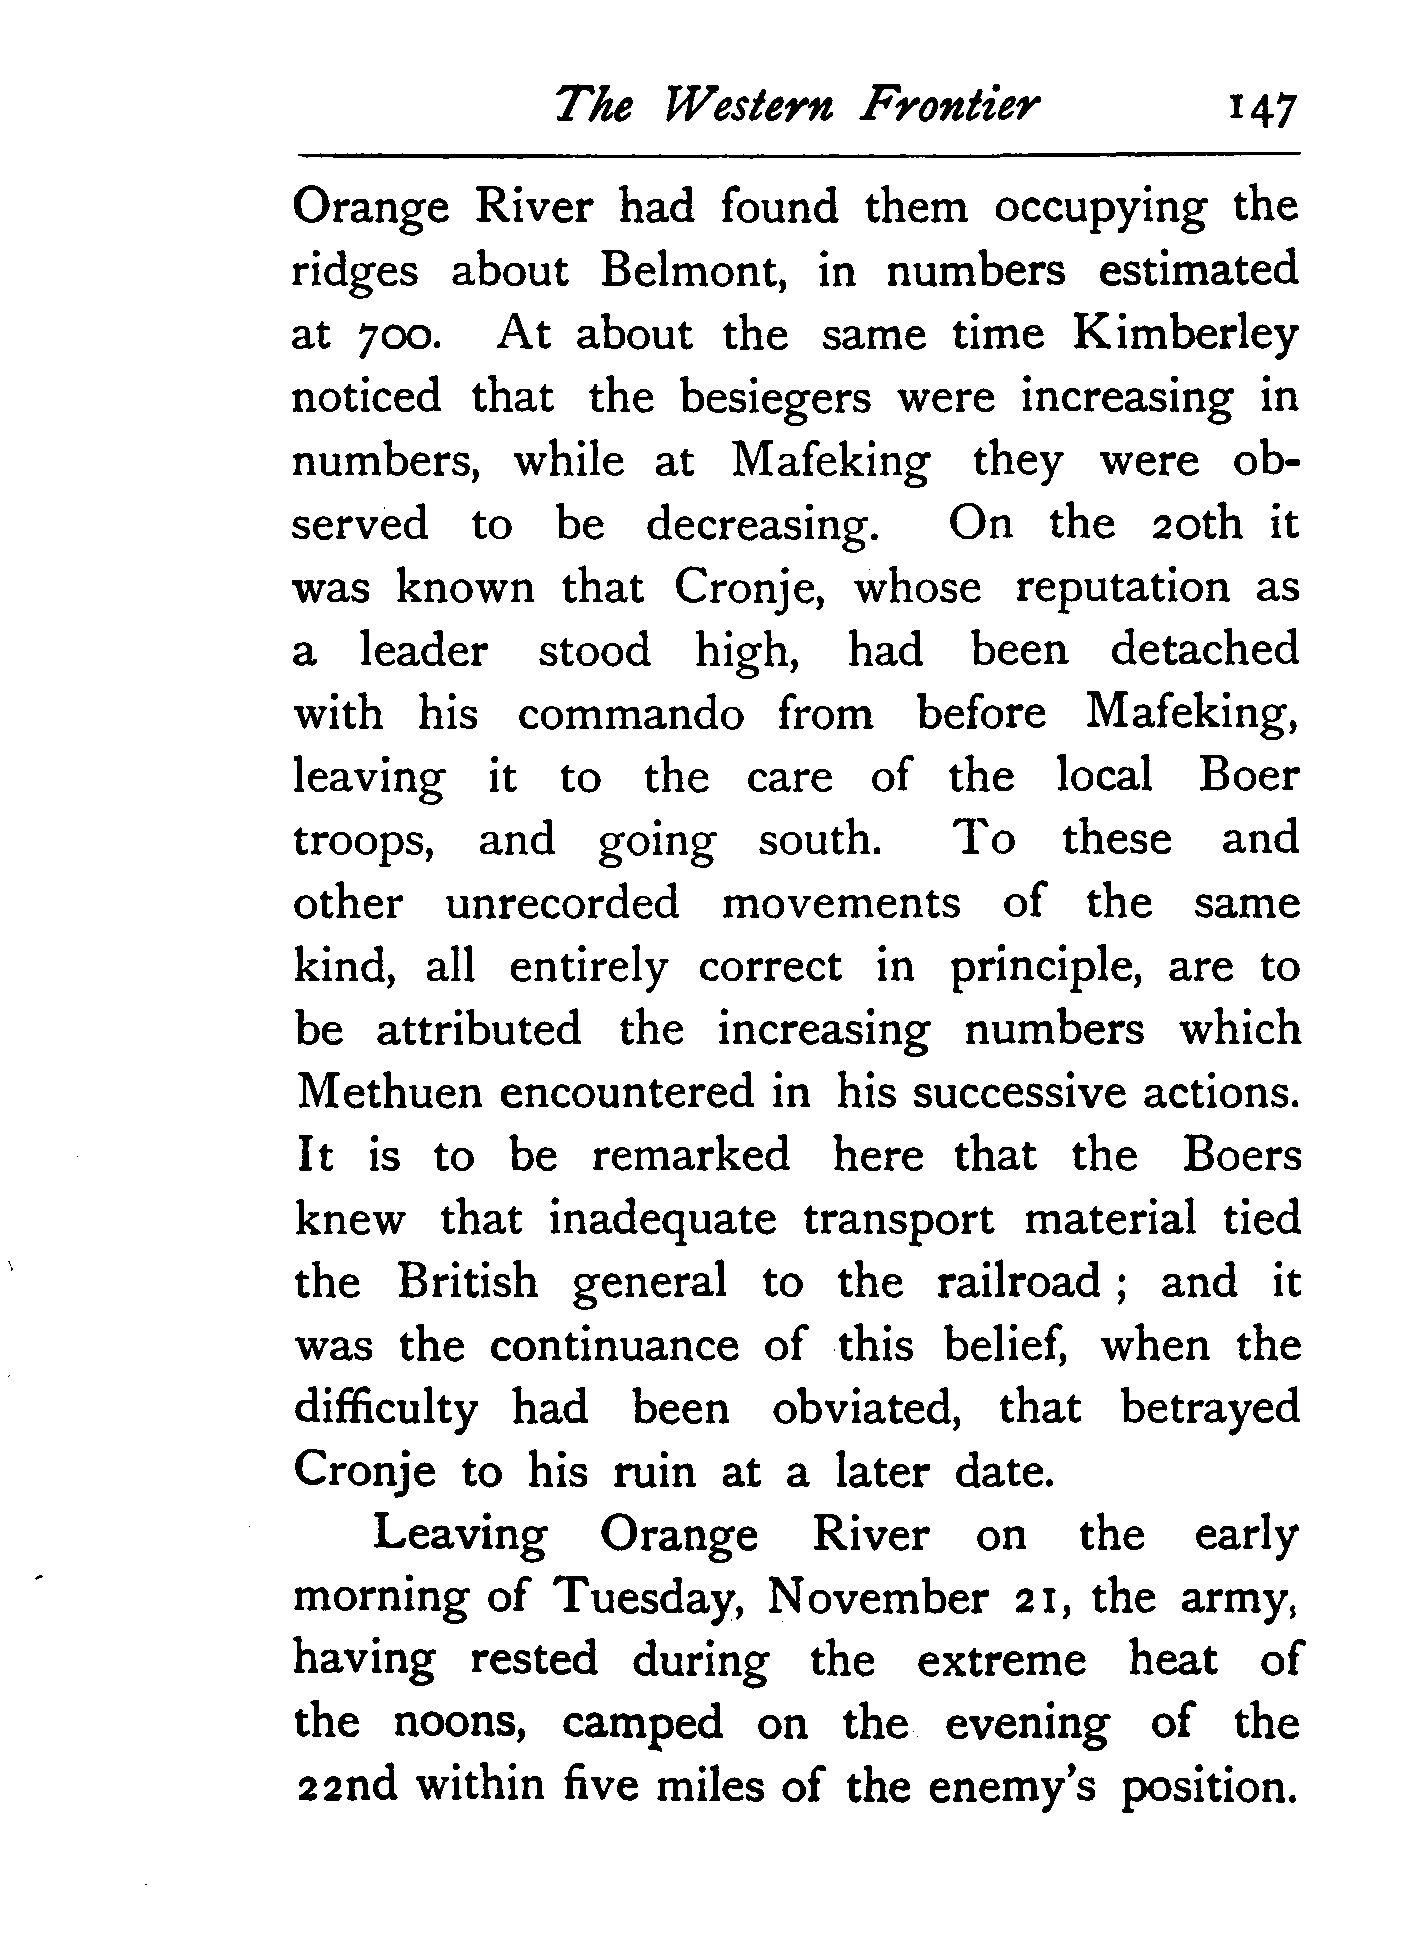 The Western Frontier 147
Orange River had found them occupying the
ridges about Belmont, in numbers estimated
at 700. At about the same time Kimberley
noticed that the besiegers were increasing in
numbers, while at Mafeking they were ob-
served to be decreasing. On the 20th it
was known that Cronje, whose reputation as
a leader stood high, had been detached
with his commando from before Mafeking,
leaving it to the care of the local Boer
troops, and going south. To these and
other unrecorded movements of the same
kind, all entirely correct in principle, are to
be attributed the increasing numbers which
Methuen encountered in his successive actions.
It is to be remarked here that the Boers
knew that inadequate transport material tied
the British general to the railroad ; and it
was the continuance of this belief, when the
difficulty had been obviated, that betrayed
Cronje to his ruin at a later date.
Leaving Orange River on the early
morning of Tuesday, November 21, the army,
having rested during the extreme heat of
the noons, camped on the evening of the
22nd within five miles of the enemy's position.